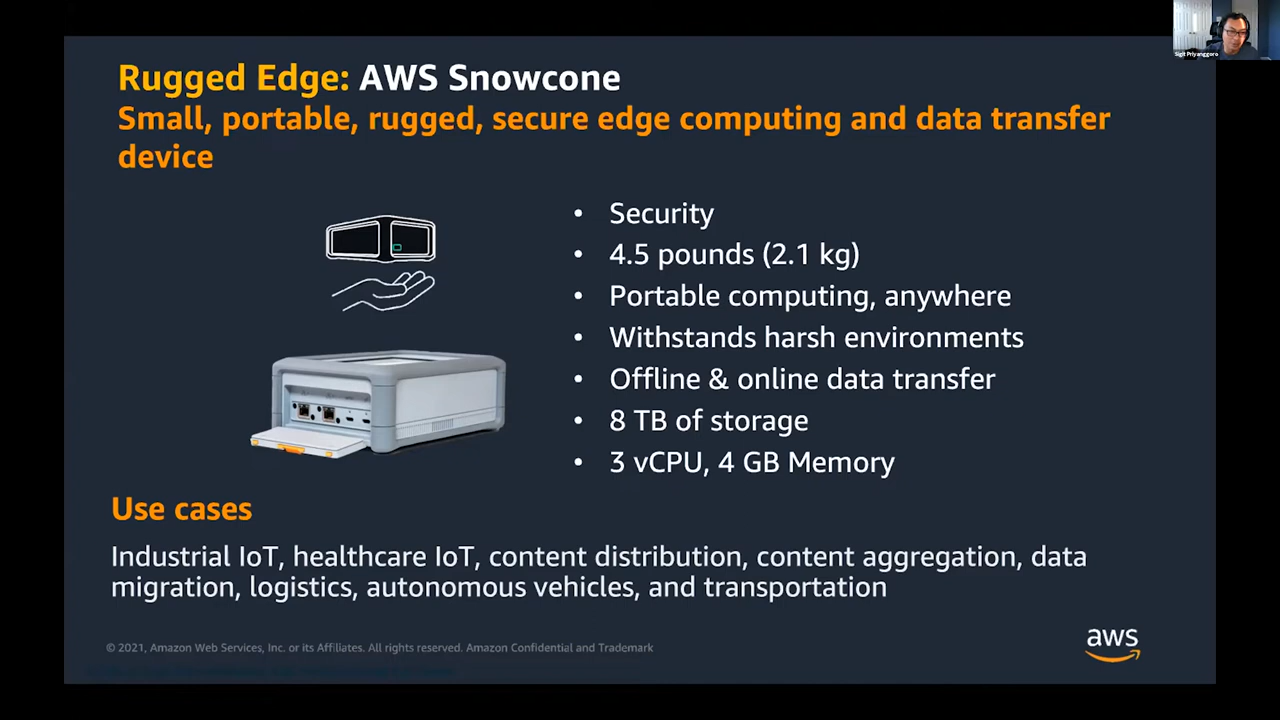 Rugged Edge: AWS Snowcone
Small, portable, rugged, secure edge computing and data transfer
device
• Security
• 4.5 pounds (2.1 kg)
• Portable computing, anywhere
• Withstands harsh environments
• Offline & online data transfer
• 8 TB of storage
• 3 vCPU, 4 GB Memory
Use cases
Industrial IoT, healthcare IoT, content distribution, content aggregation, data
migration, logistics, autonomous vehicles, and transportation
© 2021, Amazon Web Services, Inc. or its Affiliates. All rights reserved. Amazon Confidential and Trademark
aws
Sigit Priyanggoro